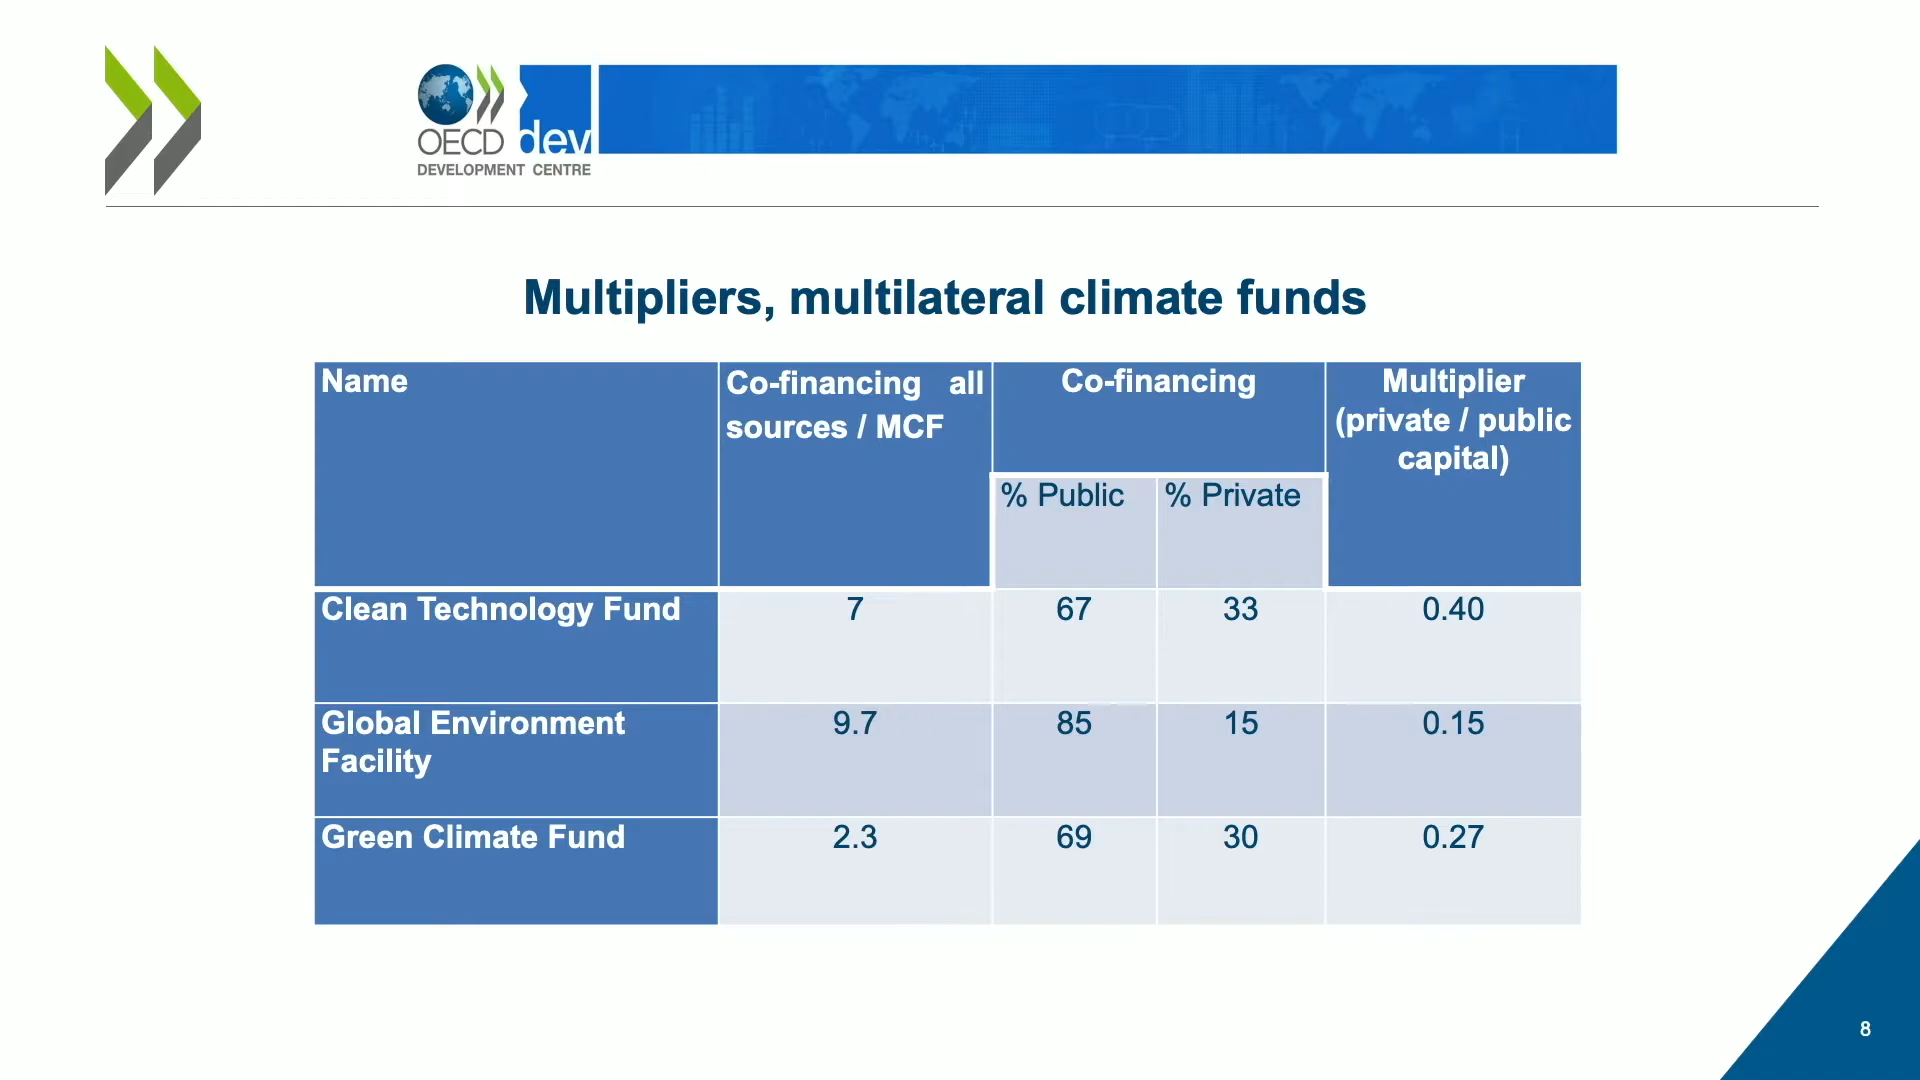 OECD dev
DEVELOPMENT CENTRE
Multipliers, multilateral climate funds
Name
Co-financing all
sources / MCF
Co-financing
Multiplier
(private / public
capital)
% Public
% Private
Clean Technology Fund
7
67
33
0.40
Global Environment
Facility
9.7
85
15
0.15
Green Climate Fund
2.3
69
30
0.27
8